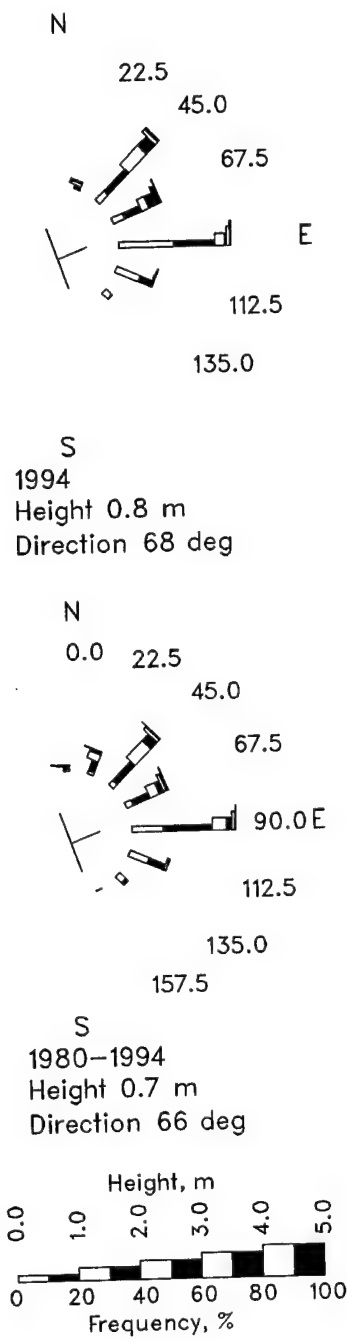 N
22.5
45.0
67.5
E
112.5
135.0
S
1994
Height 0.8 m
Direction 68 deg
N
0.0 22.5
45.0
67.5
90.0 E
112.5
135.0
157.5
S
1980–1994
Height 0.7 m
Direction 66 deg
Height, m
0.0 1.0 2.0 3.0 4.0 5.0
0 20 40 60 80 100
Frequency, %